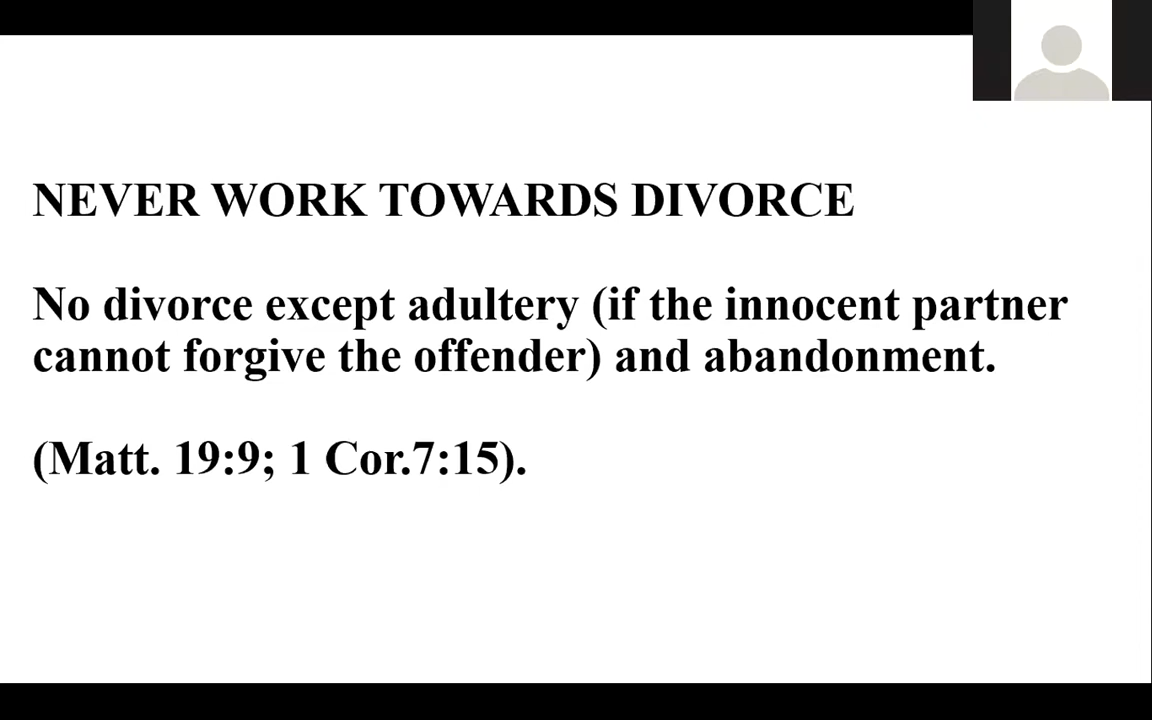 NEVER WORK TOWARDS DIVORCE
No divorce except adultery (if the innocent partner
cannot forgive the offender) and abandonment.
(Matt. 19:9; 1 Cor.7:15).